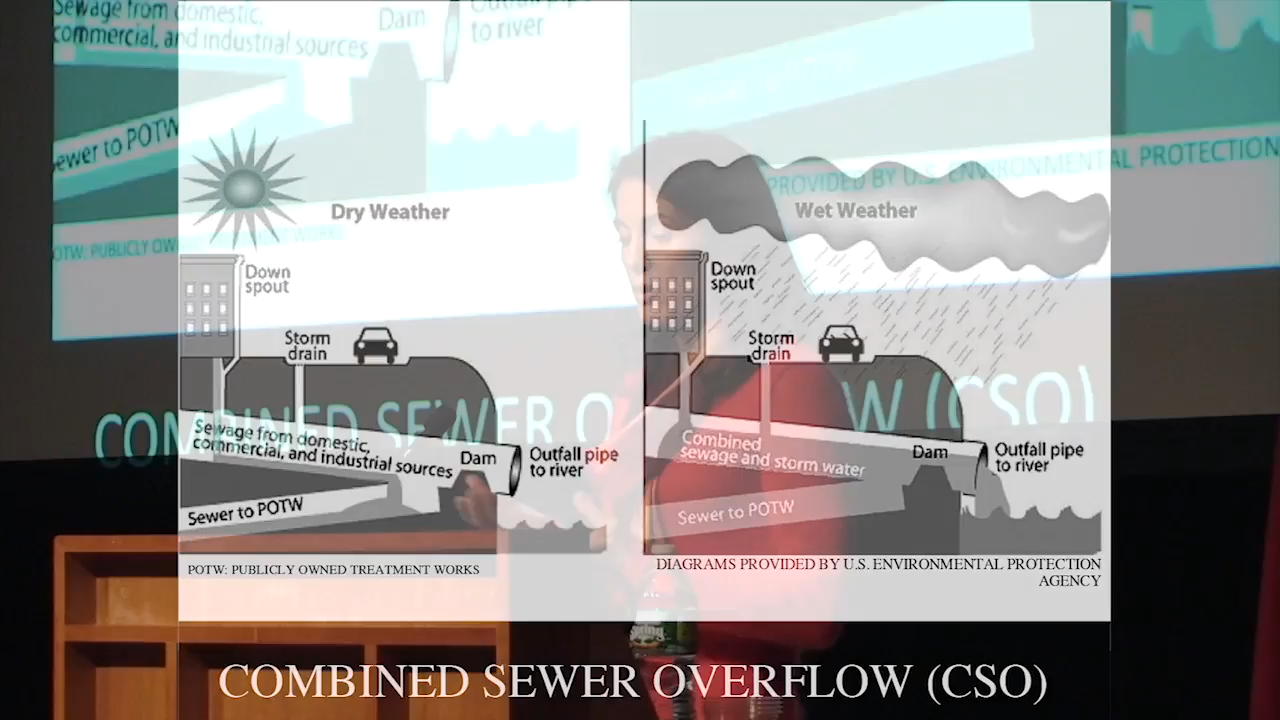 Sewage from domestic,
commercial, and industrial sources
Dam
Outfall pipe
to river
Sewer to POTW
PROVIDED BY U.S. ENVIRONMENTAL PROTECTION
POTW: PUBLICLY OWNED TREATMENT WORKS
Dry Weather
Down
spout
Storm
drain
Sewage from domestic,
commercial, and industrial sources
Dam
Outfall pipe
to river
Sewer to POTW
POTW: PUBLICLY OWNED TREATMENT WORKS
Wet Weather
Down
spout
Storm
drain
Combined
sewage and storm water
Dam
Outfall pipe
to river
Sewer to POTW
DIAGRAMS PROVIDED BY U.S. ENVIRONMENTAL PROTECTION
AGENCY
COMBINED SEWER O W (CSO)
spring
COMBINED SEWER OVERFLOW (CSO)